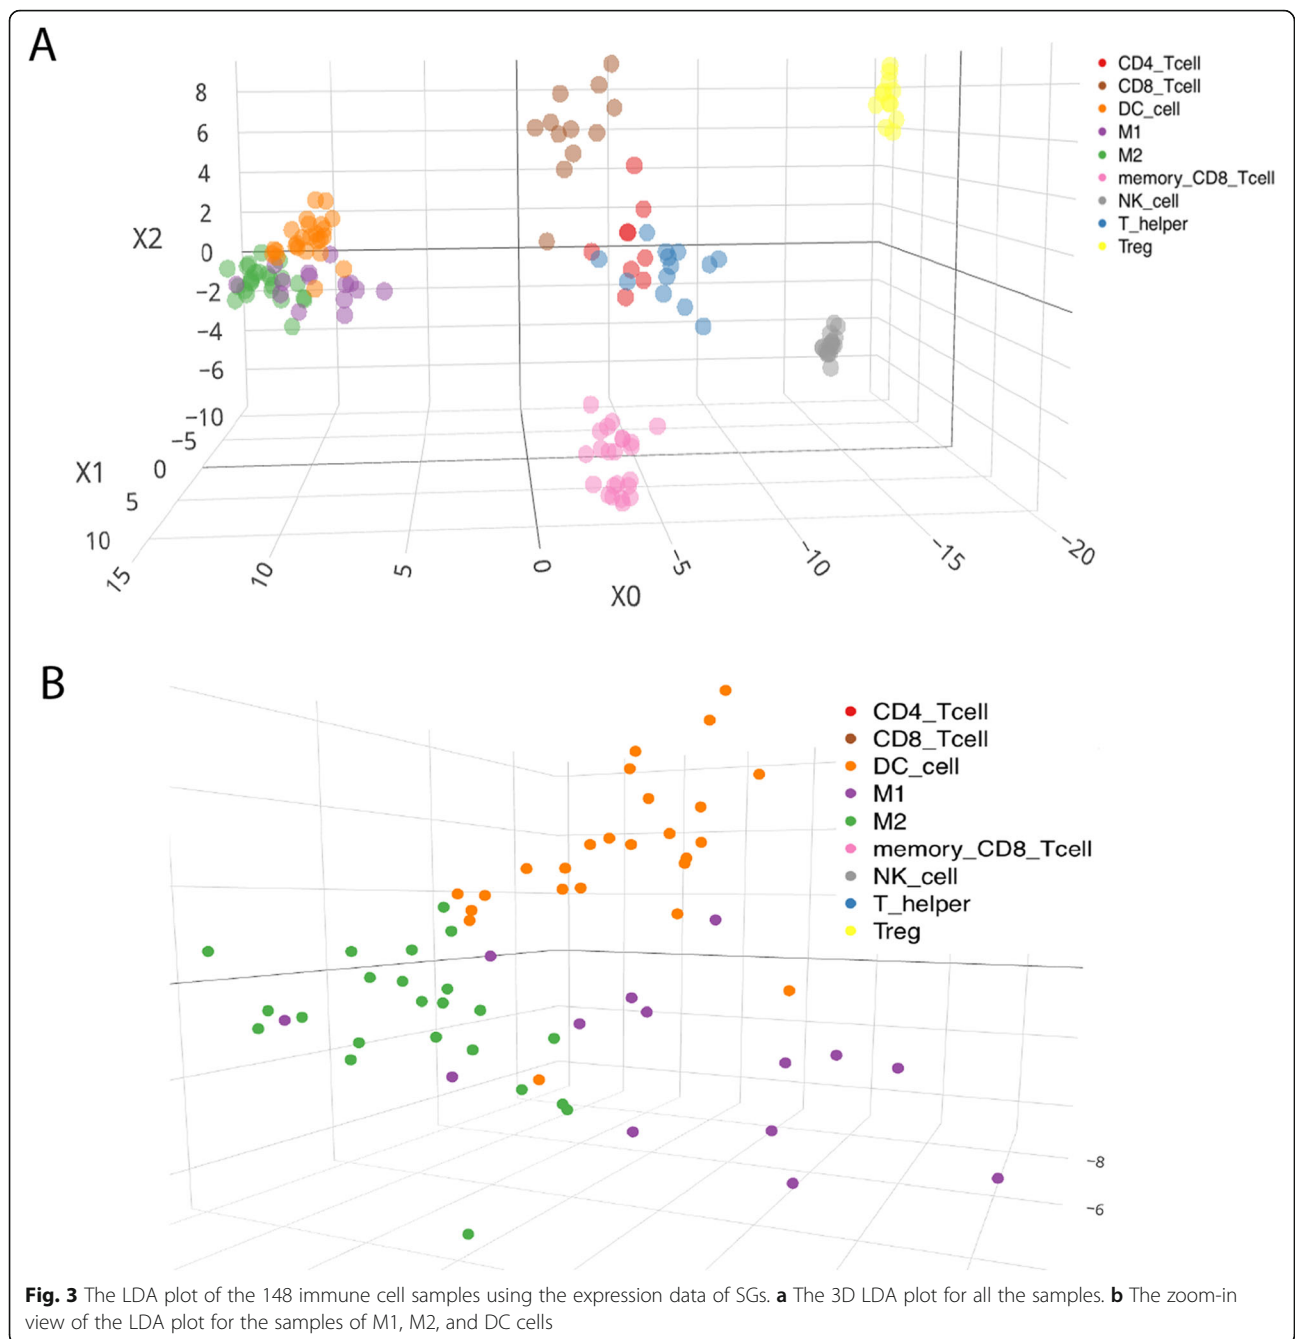 A
CD4_Tcell
CD8_Tcell
DC_cell
M1
M2
memory_CD8_Tcell
NK_cell
T_helper
Treg
X2
8
6
4
2
0
−2
−4
−6
X1
−10
−5
0
5
10
15
10
5
0
−5
−10
−15
−20
X0
B
CD4_Tcell
CD8_Tcell
DC_cell
M1
M2
memory_CD8_Tcell
NK_cell
T_helper
Treg
−8
−6
Fig. 3 The LDA plot of the 148 immune cell samples using the expression data of SGs. a The 3D LDA plot for all the samples. b The zoom-in
view of the LDA plot for the samples of M1, M2, and DC cells